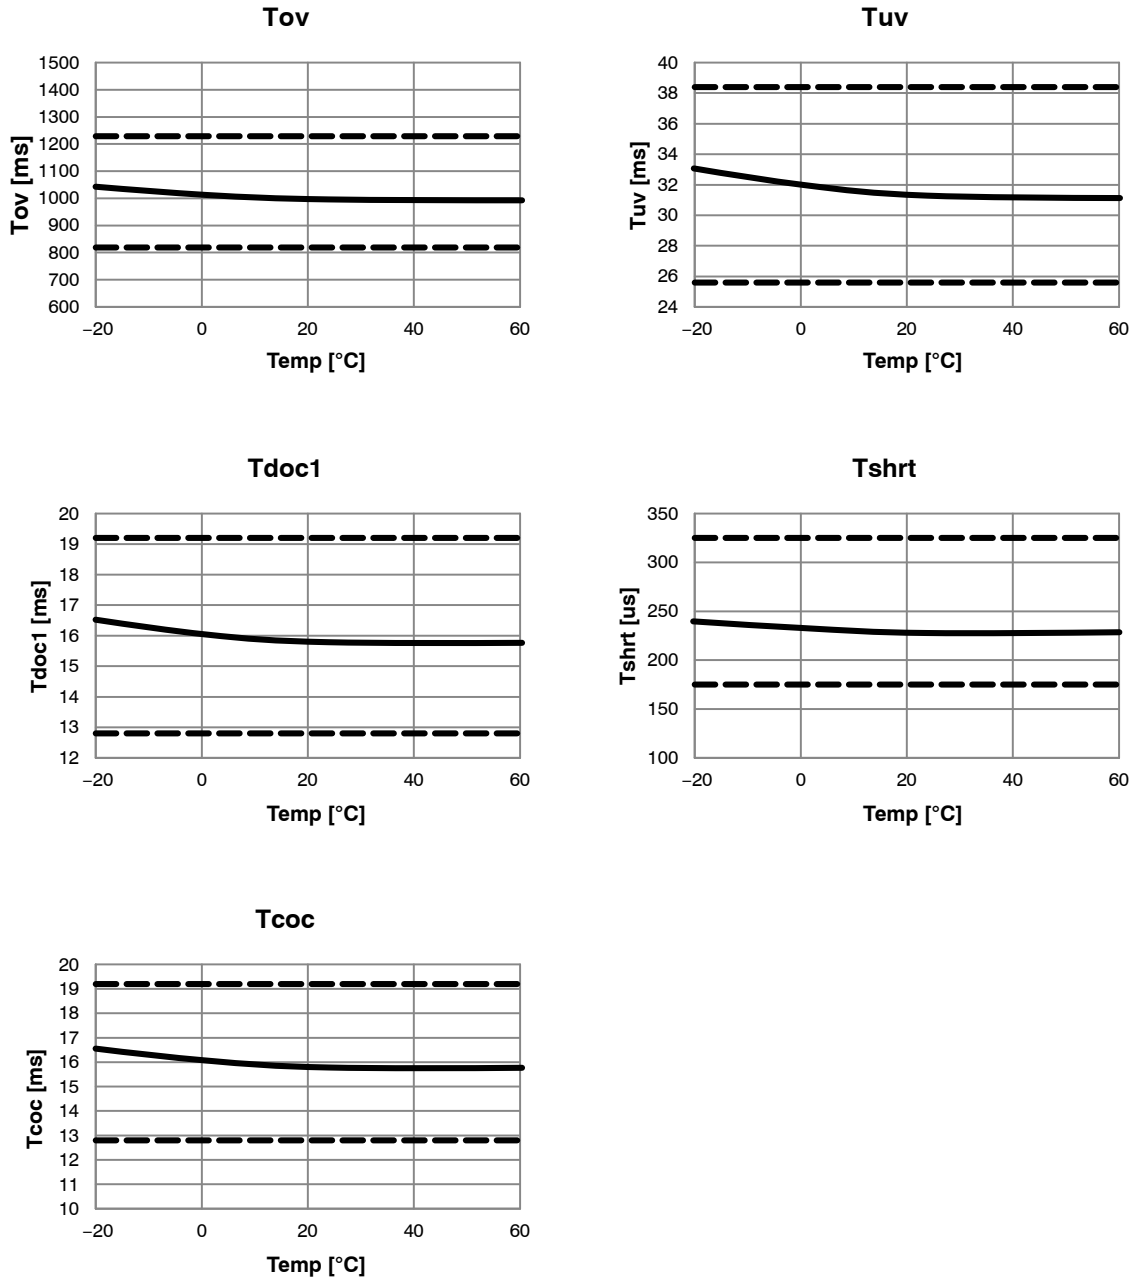 Tov
1500
1400
1300
1200
1100
1000
900
800
700
600
Tov [ms]
−20 0 20 40 60
Temp [°C]
Tuv
40
38
36
34
32
30
28
26
24
Tuv [ms]
−20 0 20 40 60
Temp [°C]
Tdoc1
20
19
18
17
16
15
14
13
12
Tdoc1 [ms]
−20 0 20 40 60
Temp [°C]
Tshrt
350
300
250
200
150
100
Tshrt [us]
−20 0 20 40 60
Temp [°C]
Tcoc
20
19
18
17
16
15
14
13
12
11
10
Tcoc [ms]
−20 0 20 40 60
Temp [°C]